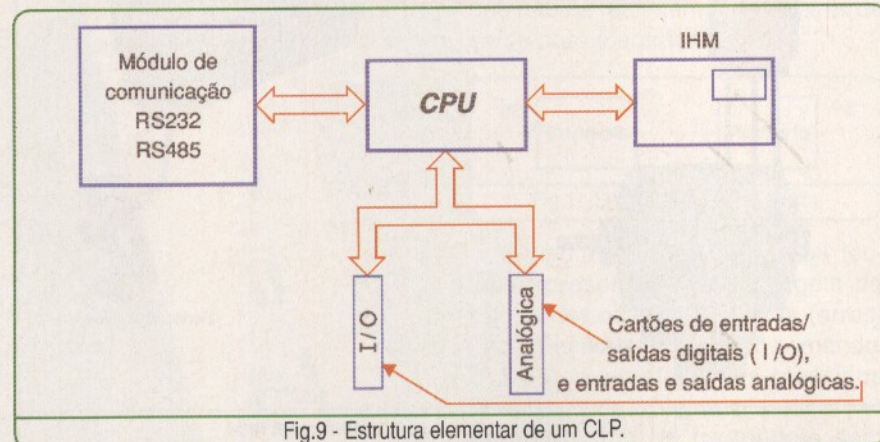 Módulo de
comunicação
RS232
RS485
CPU
IHM
I/O
Analógica
Cartões de entradas/
saídas digitais ( I /O),
e entradas e saídas analógicas.
Fig.9 - Estrutura elementar de um CLP.